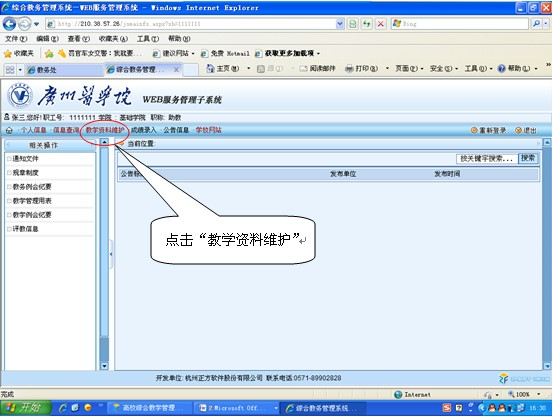 综合教务管理系统-WEB服务管理系统 - Windows Internet Explorer
http://210.38.57.26/jsmainfs.aspx?xh=1111111
Bing
文件(F) 编辑(E) 查看(V) 收藏夹(A) 工具(T) 帮助(H)
收藏夹 罚官车女交警：我就要... 建议网站 免费 Hotmail 获取更多加载项
教务处 综合教务管理... 主页(M) 阅读邮件 打印(R) 页面(P) 安全(S) 工具(O) 帮助(L)
广州医学院 WEB服务管理子系统
张三,您好!职工号: 1111111 学院: 基础学院 职称: 助教
个人信息 信息查询 教学资料维护 成绩录入 公告信息 学校网站 重新登录 退出
相关操作 当前位置:
通知文件
规章制度
教务例会纪要
教学管理用表
教学例会纪要
评教信息
按关键字搜索... 搜索
发布单位 发布时间
点击“教学资料维护”
开发单位: 杭州正方软件股份有限公司 联系电话:0571-89902828
完成 Internet 100%
开始 高校综合教学管理... 2 Microsoft Off... 综合教务管理系统... 16:35